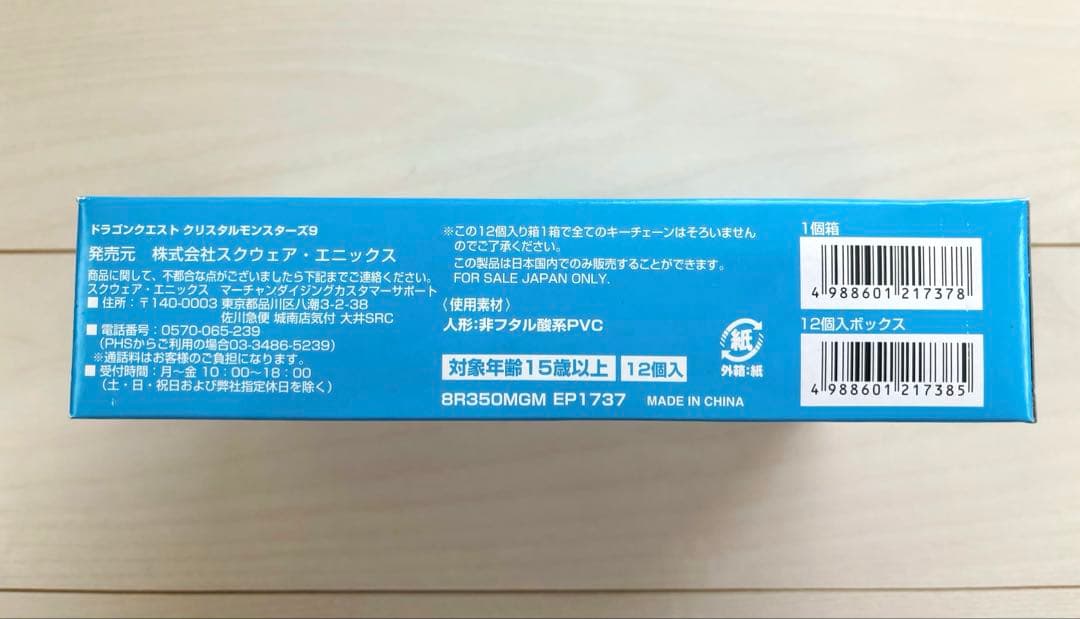 ドラゴンクエスト クリスタルモンスターズ9
発売元 株式会社スクウェア・エニックス
商品に関して、不都合な点がございましたら下記までご連絡ください。
スクウェア・エニックス マーチャンダイジングカスタマーサポート
■住所：〒140-0003 東京都品川区八潮3-2-38
佐川急便 城南店気付 大井SRC
■電話番号：0570-065-239
(PHSからご利用の場合03-3486-5239)
※通話料はお客様のご負担になります。
■受付時間：月〜金 10：00〜18：00
(土・日・祝日および弊社指定休日を除く)
※この12個入り箱1箱で全てのキーチェーンはそろいません
のでご了承ください。
この製品は日本国内でのみ販売することができます。
FOR SALE JAPAN ONLY.
〈使用素材〉
人形：非フタル酸系PVC
対象年齢15歳以上 12個入
8R350MGM EP1737 MADE IN CHINA
紙
外箱：紙
1個箱
4 988601 217378
12個入ボックス
4 988601 217385